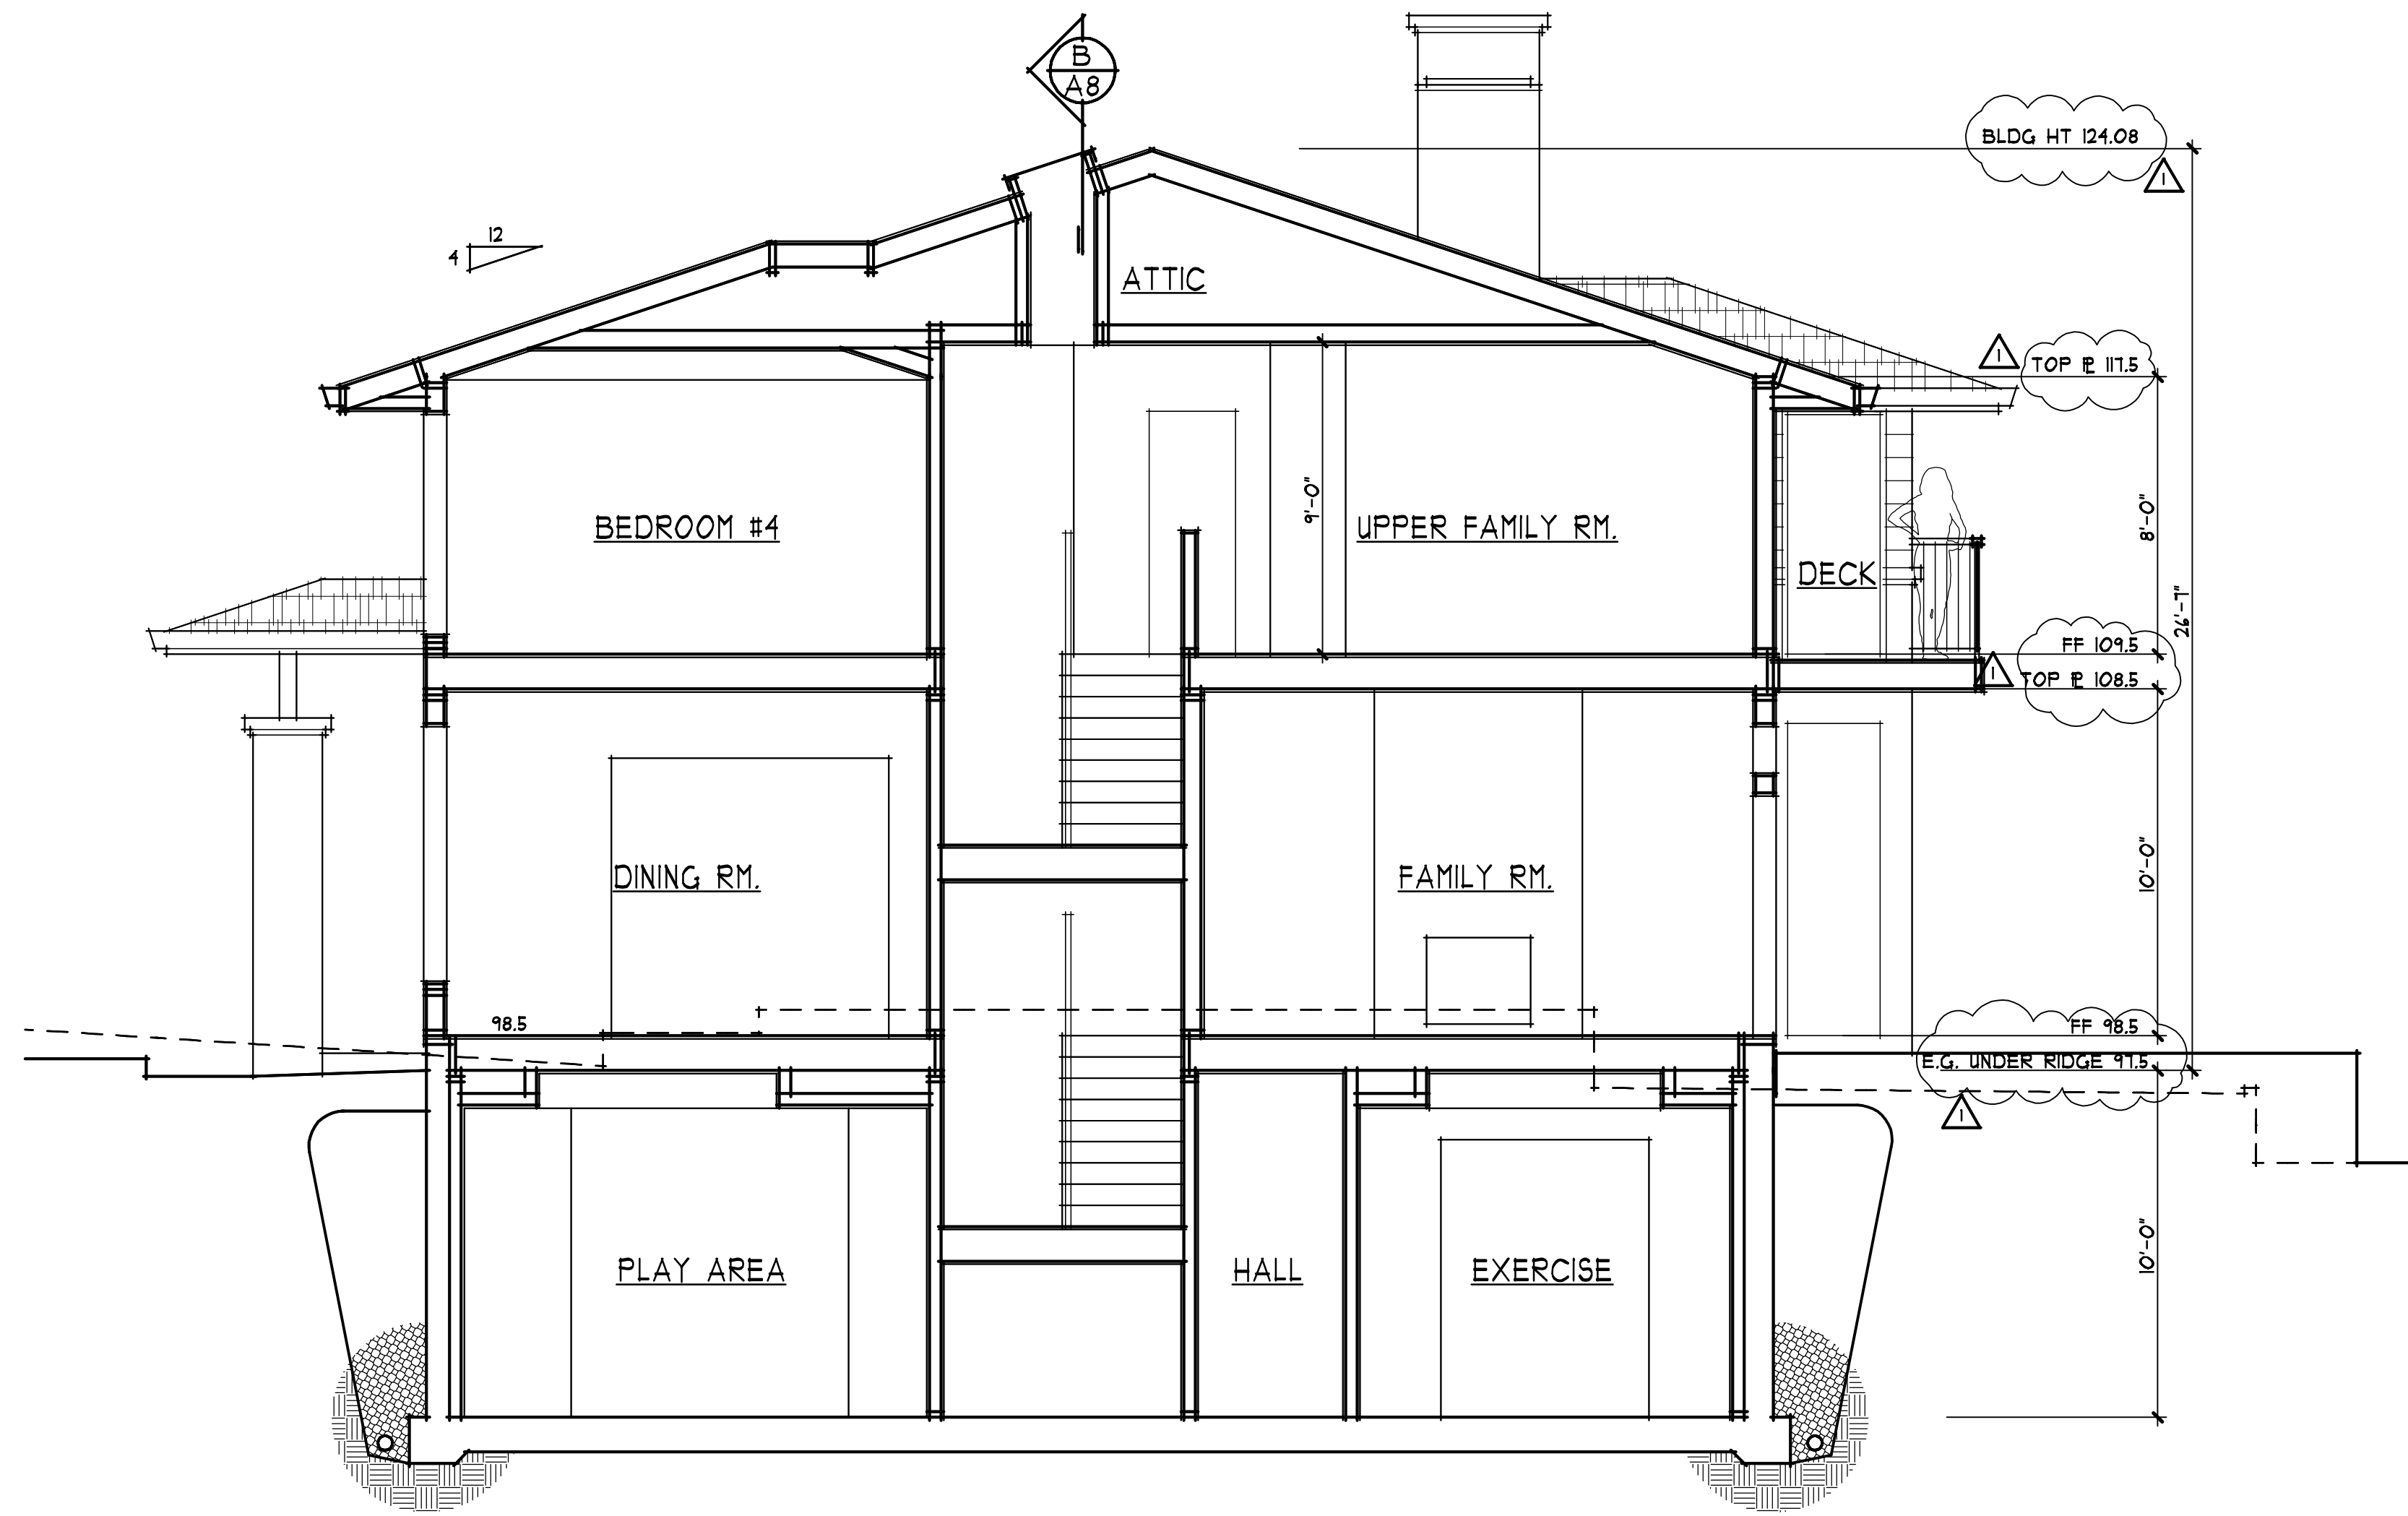 B
A8
BLDG HT 124.08
1
12
4
ATTIC
1
TOP PL 117.5
BEDROOM #4
9'-0"
UPPER FAMILY RM.
8'-0"
DECK
26'-7"
FF 109.5
1
TOP PL 108.5
DINING RM.
FAMILY RM.
10'-0"
98.5
FF 98.5
E.G. UNDER RIDGE 97.5
1
PLAY AREA
HALL
EXERCISE
10'-0"